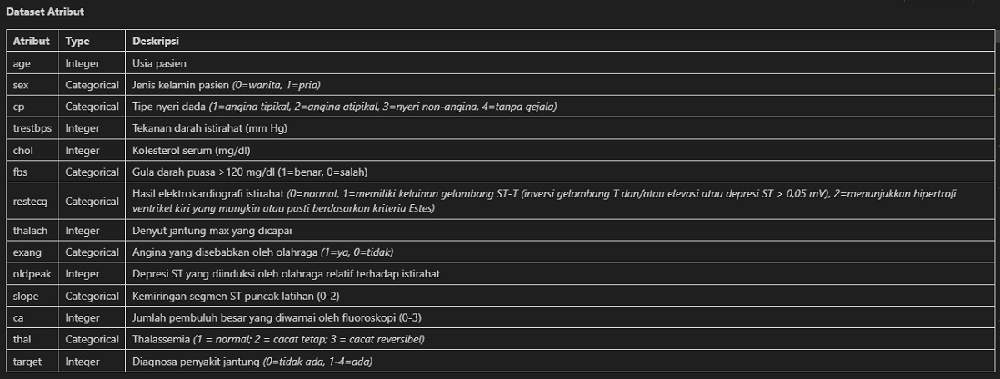 Dataset Atribut
Atribut Type Deskripsi
age Integer Usia pasien
sex Categorical Jenis kelamin pasien (0=wanita, 1=pria)
cp Categorical Tipe nyeri dada (1=angina tipikal, 2=angina atipikal, 3=nyeri non-angina, 4=tanpa gejala)
trestbps Integer Tekanan darah istirahat (mm Hg)
chol Integer Kolesterol serum (mg/dl)
fbs Categorical Gula darah puasa >120 mg/dl (1=benar, 0=salah)
restecg Categorical Hasil elektrokardiografi istirahat (0=normal, 1=memiliki kelainan gelombang ST-T (inversi gelombang T dan/atau elevasi atau depresi ST > 0,05 mV), 2=menunjukkan hipertrofi
ventrikel kiri yang mungkin atau pasti berdasarkan kriteria Estes)
thalach Integer Denyut jantung max yang dicapai
exang Categorical Angina yang disebabkan oleh olahraga (1=ya, 0=tidak)
oldpeak Integer Depresi ST yang diinduksi oleh olahraga relatif terhadap istirahat
slope Categorical Kemiringan segmen ST puncak latihan (0-2)
ca Integer Jumlah pembuluh besar yang diwarnai oleh fluoroskopi (0-3)
thal Categorical Thalassemia (1 = normal; 2 = cacat tetap; 3 = cacat reversibel)
target Integer Diagnosa penyakit jantung (0=tidak ada, 1-4=ada)